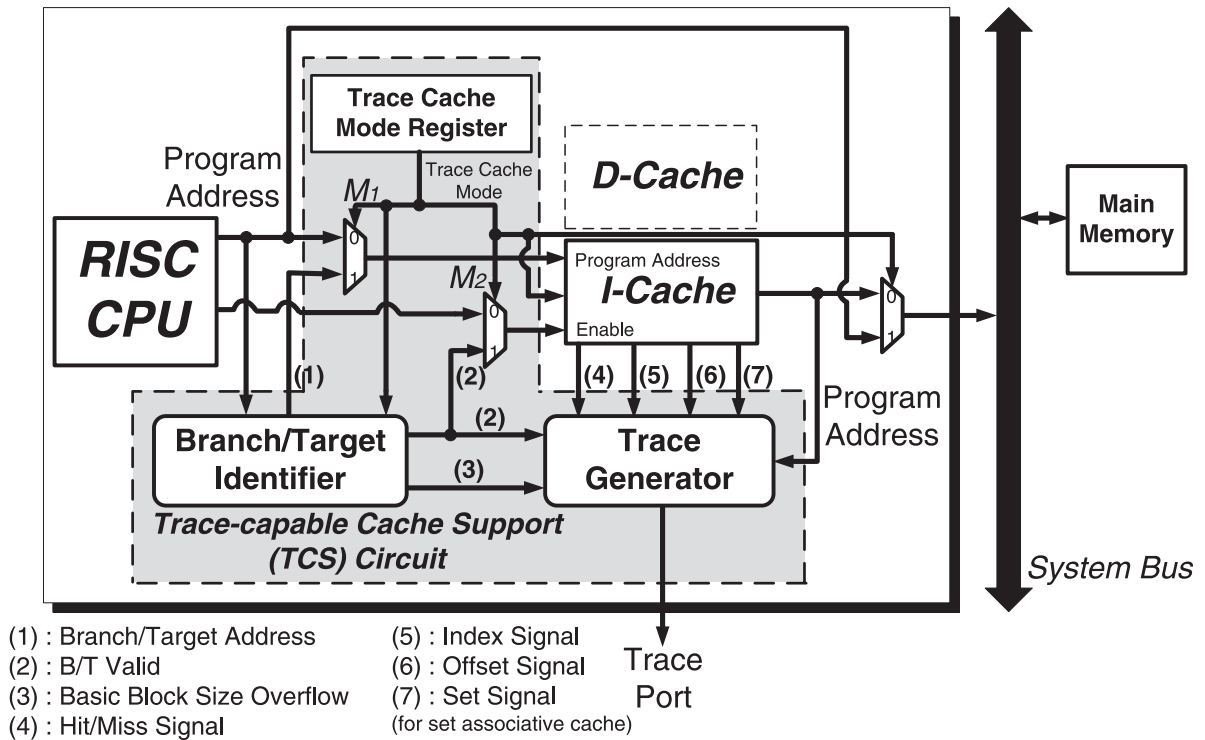 Trace Cache
Mode Register
Program
Address
Trace Cache
Mode
D-Cache
M1
RISC
CPU
0
1
Program Address
I-Cache
Enable
M2
0
1
0
1
Main
Memory
(1)
(2)
(4)
(5)
(6)
(7)
Program
Address
Branch/Target
Identifier
(2)
(3)
Trace
Generator
Trace-capable Cache Support
(TCS) Circuit
System Bus
(1) : Branch/Target Address
(2) : B/T Valid
(3) : Basic Block Size Overflow
(4) : Hit/Miss Signal
(5) : Index Signal
(6) : Offset Signal
(7) : Set Signal
(for set associative cache)
Trace
Port